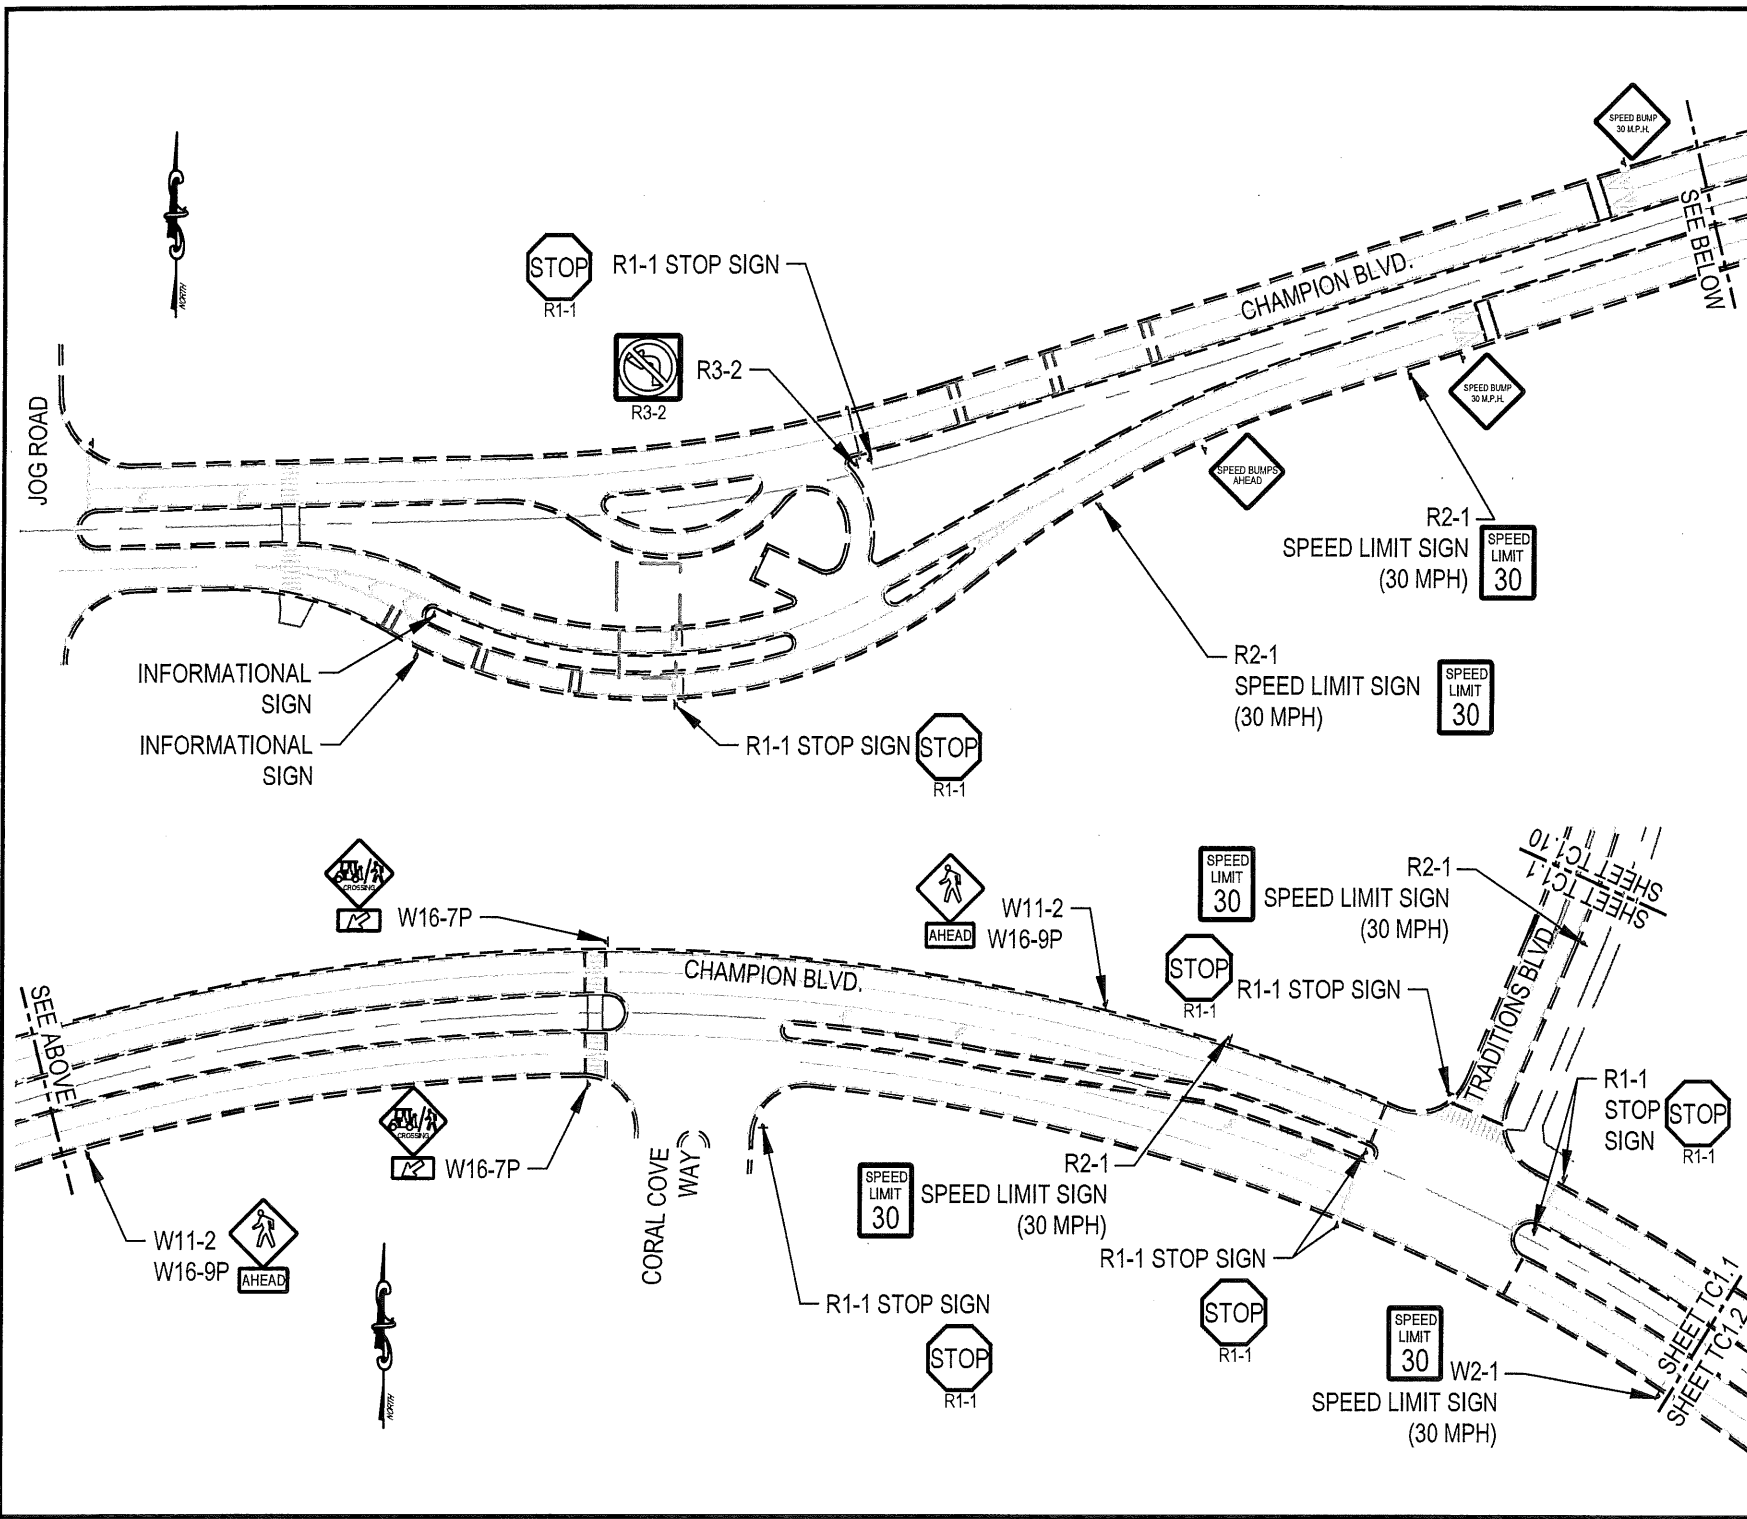 SPEED BUMP
30 M.P.H.
SEE BELOW
NORTH
STOP
R1-1 STOP SIGN
R1-1
CHAMPION BLVD.
R3-2
R3-2
JOG ROAD
SPEED BUMP
30 M.P.H.
SPEED BUMPS
AHEAD
R2-1
SPEED LIMIT SIGN
(30 MPH)
SPEED
LIMIT
30
INFORMATIONAL
SIGN
INFORMATIONAL
SIGN
R2-1
SPEED LIMIT SIGN
(30 MPH)
SPEED
LIMIT
30
R1-1 STOP SIGN
STOP
R1-1
CROSSING
W16-7P
AHEAD
W11-2
W16-9P
SPEED
LIMIT
30
R2-1
SPEED LIMIT SIGN
(30 MPH)
SHEET TC1.10
SHEET TC1.1
STOP
R1-1
R1-1 STOP SIGN
TRADITIONS BLVD.
CHAMPION BLVD.
SEE ABOVE
R1-1
STOP
SIGN
STOP
R1-1
CROSSING
W16-7P
CORAL COVE
WAY
W11-2
W16-9P
AHEAD
NORTH
SPEED
LIMIT
30
R2-1
SPEED LIMIT SIGN
(30 MPH)
R1-1 STOP SIGN
STOP
R1-1
R1-1 STOP SIGN
STOP
R1-1
SPEED
LIMIT
30
W2-1
SPEED LIMIT SIGN
(30 MPH)
SHEET TC1.1
SHEET TC1.2